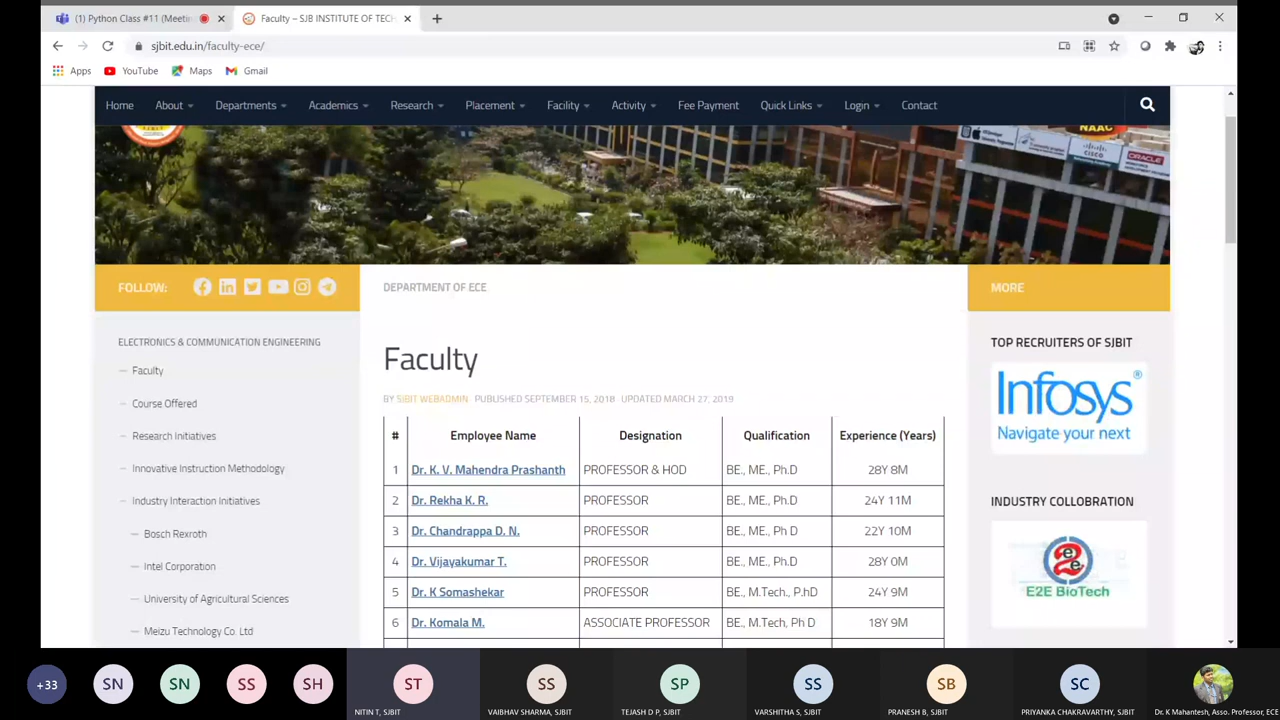 (1) Python Class #11 (Meetin
Faculty – SJB INSTITUTE OF TECH
sjbit.edu.in/faculty-ece/
Apps YouTube Maps Gmail
Home About Departments Academics Research Placement Facility Activity Fee Payment Quick Links Login Contact
NAAC
CISCO
ORACLE
FOLLOW:
DEPARTMENT OF ECE
MORE
ELECTRONICS & COMMUNICATION ENGINEERING
Faculty
Course Offered
Research Initiatives
Innovative Instruction Methodology
Industry Interaction Initiatives
Bosch Rexroth
Intel Corporation
University of Agricultural Sciences
Meizu Technology Co. Ltd
Faculty
BY SJBIT WEBADMIN · PUBLISHED SEPTEMBER 15, 2018 · UPDATED MARCH 27, 2019
# Employee Name Designation Qualification Experience (Years)
1 Dr. K. V. Mahendra Prashanth PROFESSOR & HOD BE., ME., Ph.D 28Y 8M
2 Dr. Rekha K. R. PROFESSOR BE., ME., Ph.D 24Y 11M
3 Dr. Chandrappa D. N. PROFESSOR BE., ME., Ph D 22Y 10M
4 Dr. Vijayakumar T. PROFESSOR BE., ME., Ph.D 28Y 0M
5 Dr. K Somashekar PROFESSOR BE., M.Tech., P.hD 24Y 9M
6 Dr. Komala M. ASSOCIATE PROFESSOR BE., M.Tech, Ph D 18Y 9M
TOP RECRUITERS OF SJBIT
Infosys®
Navigate your next
INDUSTRY COLLOBRATION
e2e
E2E BioTech
+33 SN SN SS SH ST SS SP SS SB SC
NITIN T, SJBIT
VAIBHAV SHARMA, SJBIT
TEJASH D P, SJBIT
VARSHITHA S, SJBIT
PRANESH B, SJBIT
PRIYANKA CHAKRAVARTHY, SJBIT
Dr. K Mahantesh, Asso. Professor, ECE